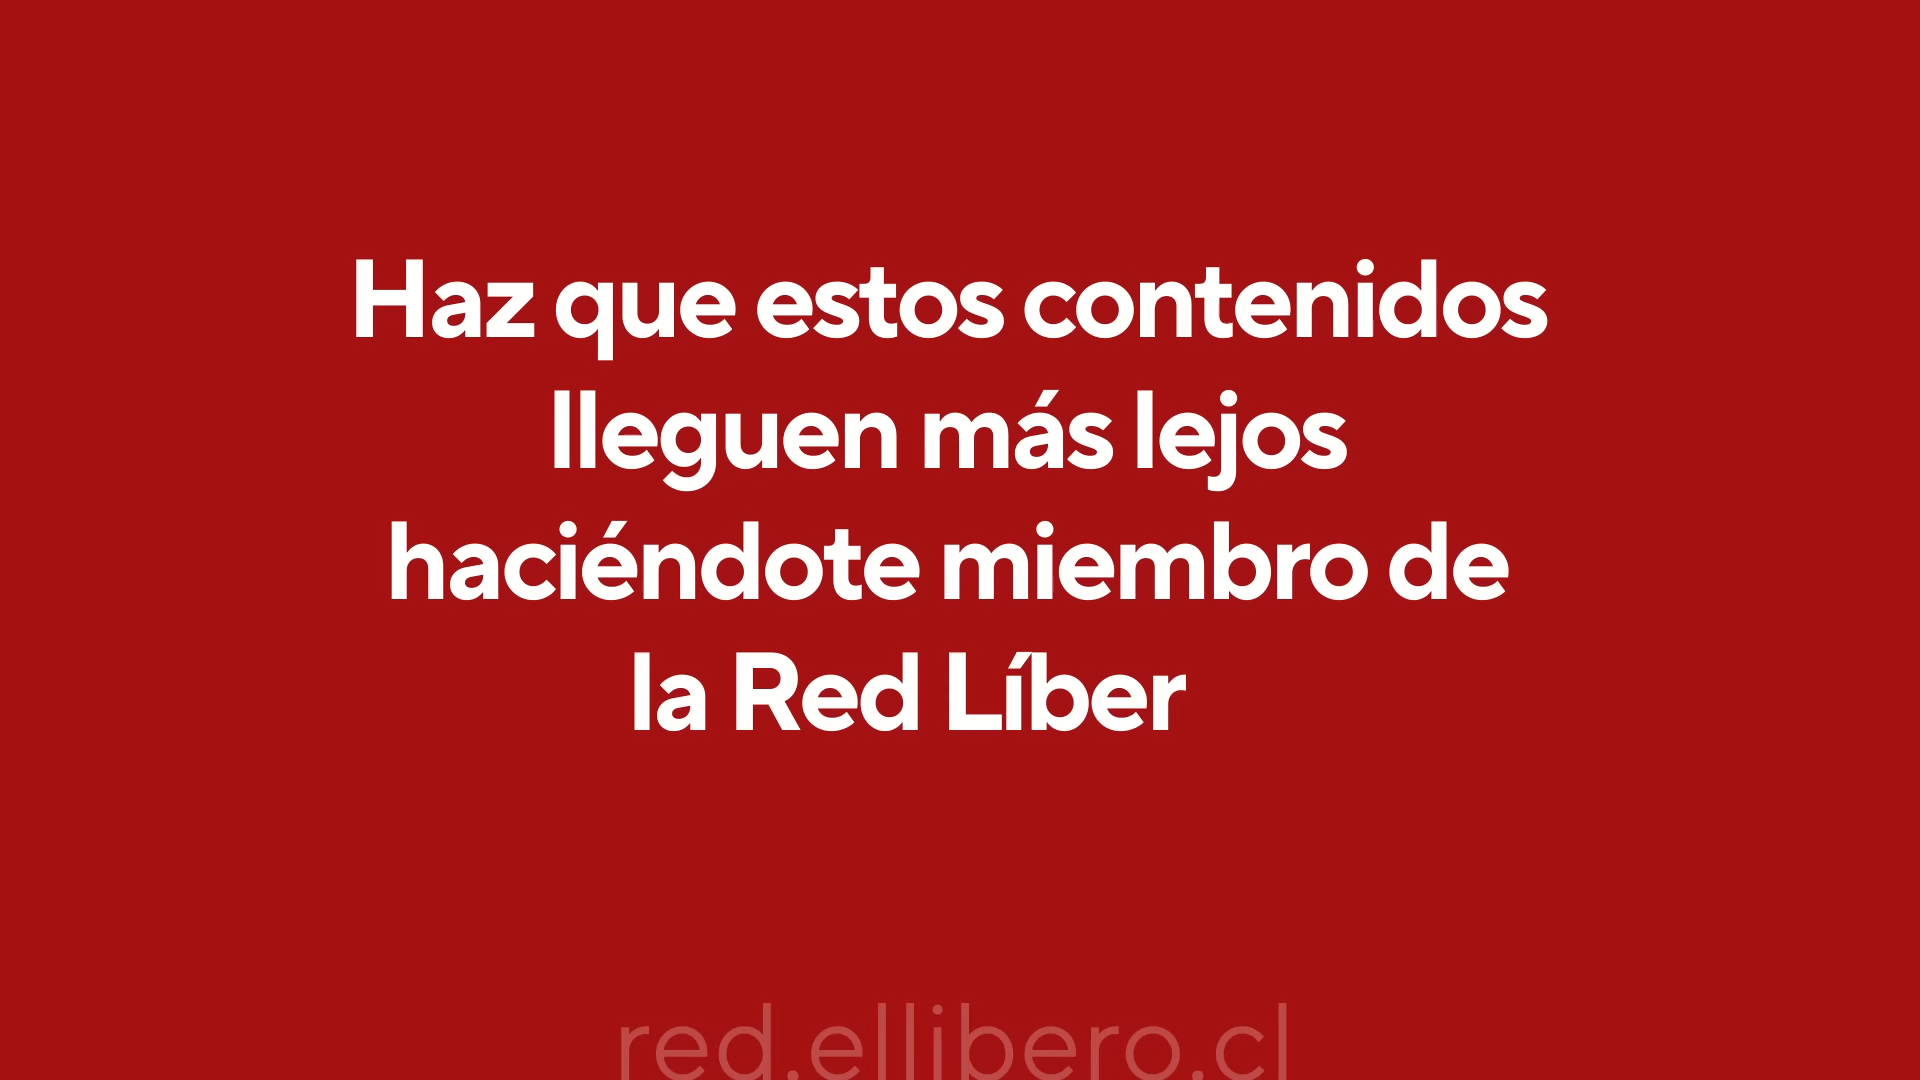 Haz que estos contenidos
lleguen más lejos
haciéndote miembro de
la Red Líber
red.ellibero.cl